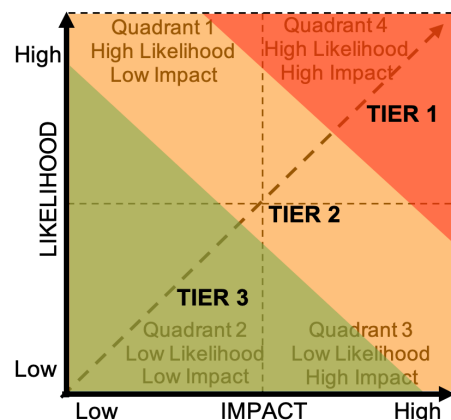 Quadrant 1
High Likelihood
Low Impact
Quadrant 4
High Likelihood
High Impact
High
TIER 1
LIKELIHOOD
TIER 2
TIER 3
Quadrant 2
Low Likelihood
Low Impact
Quadrant 3
Low Likelihood
High Impact
Low
Low
IMPACT
High